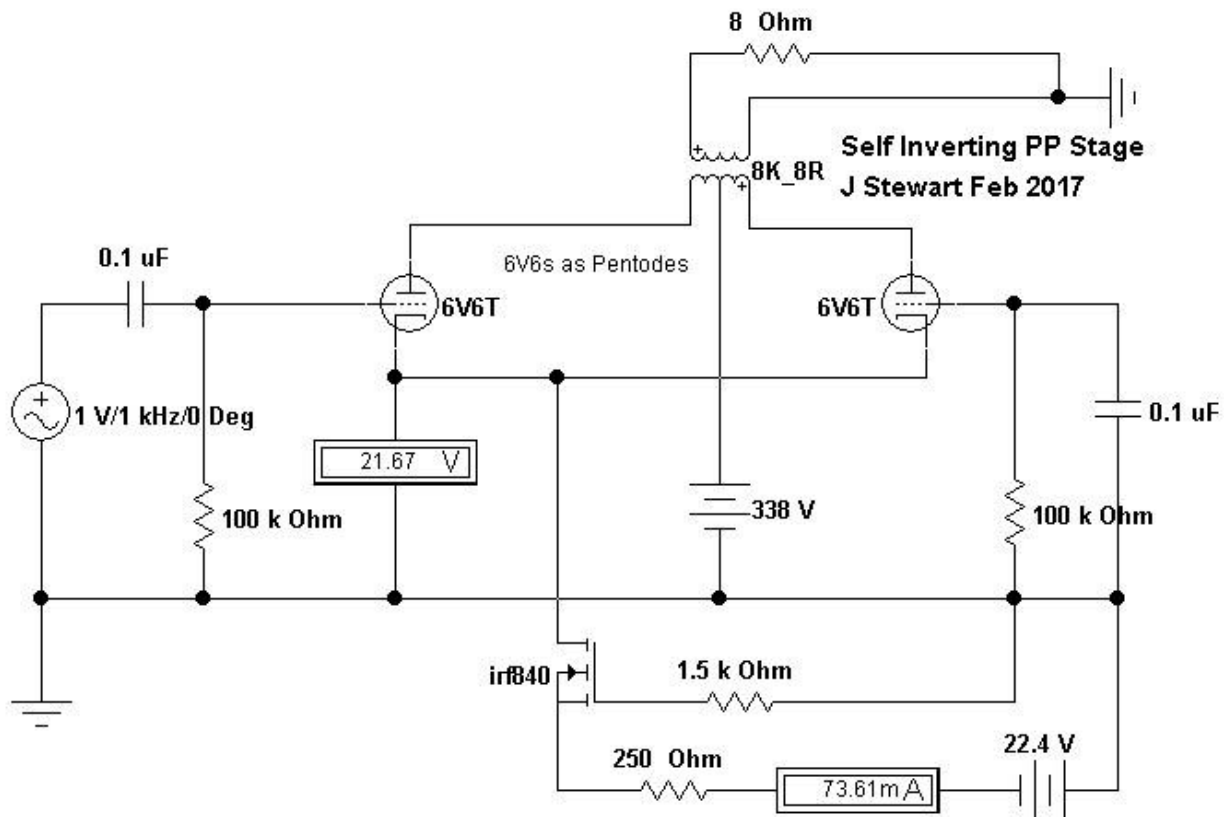 8 Ohm
Self Inverting PP Stage
8K_8R
J Stewart Feb 2017
0.1 uF
6V6s as Pentodes
6V6T
6V6T
1 V/1 kHz/0 Deg
0.1 uF
21.67 V
100 k Ohm
338 V
100 k Ohm
irf840
1.5 k Ohm
250 Ohm
22.4 V
73.61m A